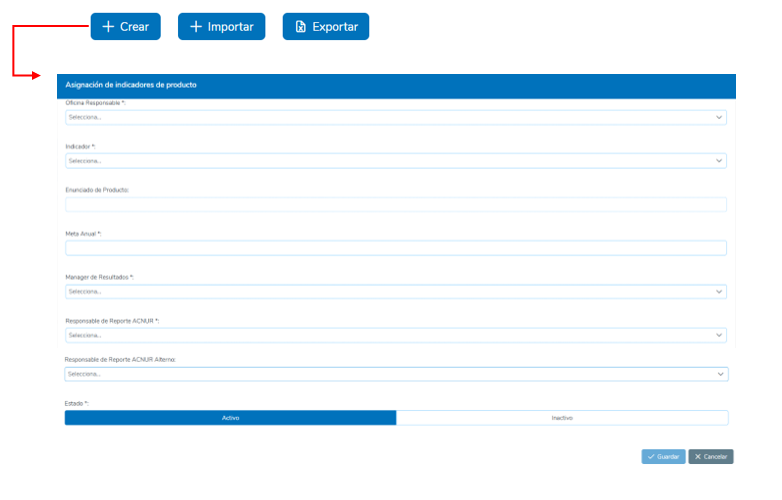 + Crear
+ Importar
Exportar
Asignación de indicadores de producto
Oficina Responsable *:
Selecciona...
Indicador *:
Selecciona...
Enunciado de Producto:
Meta Anual *:
Manager de Resultados *:
Selecciona...
Responsable de Reporte ACNUR *:
Selecciona...
Responsable de Reporte ACNUR Alterno:
Selecciona...
Estado *:
Activo Inactivo
Guardar Cancelar